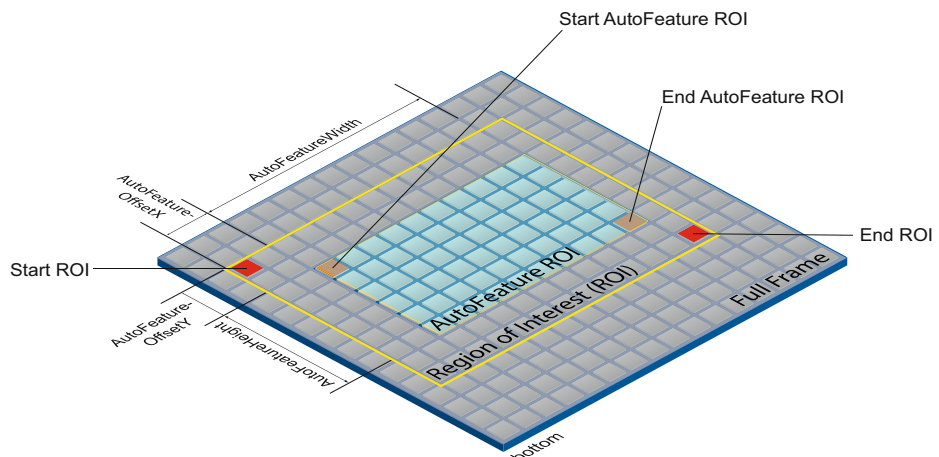 Start AutoFeature ROI
End AutoFeature ROI
AutoFeatureWidth
AutoFeature-
OffsetX
Start ROI
End ROI
AutoFeature ROI
Region of Interest (ROI)
Full Frame
AutoFeature-
OffsetY
AutoFeatureHeight
bottom